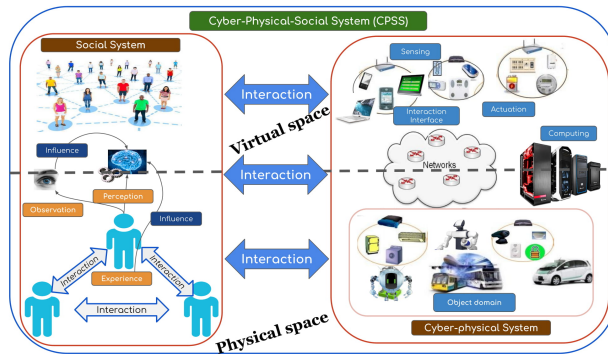 Cyber-Physical-Social System (CPSS)
Social System
Influence
Observation
Perception
Influence
Experience
Interaction
Interaction
Interaction
Interaction
Virtual space
Interaction
Interaction
Physical space
Sensing
Interaction
Interface
Actuation
Computing
Networks
Object domain
Cyber-physical System